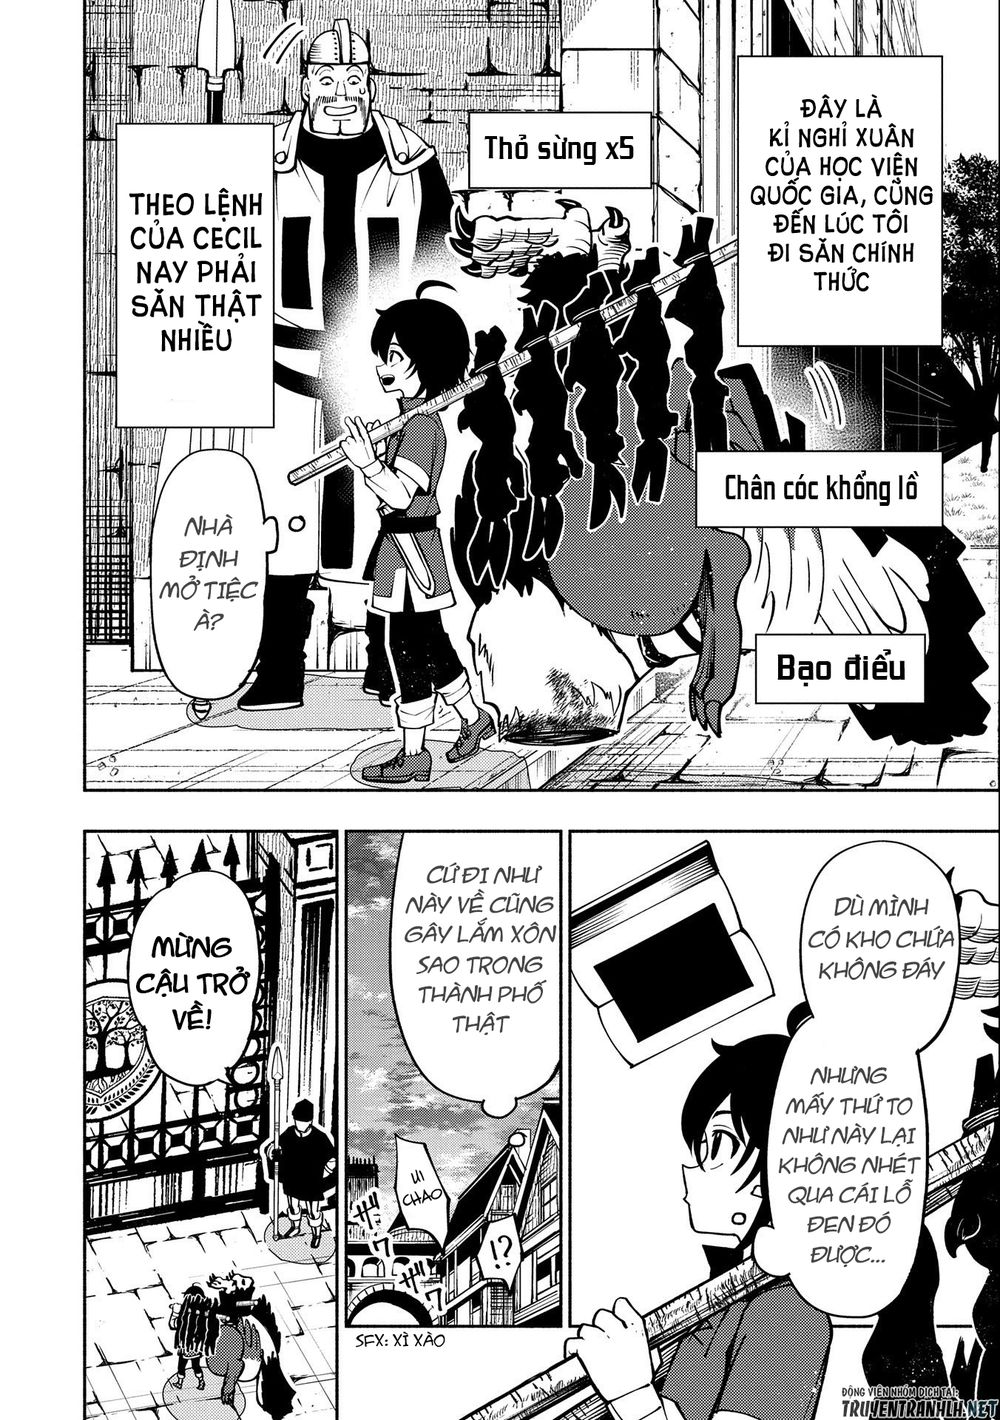 ĐÂY LÀ
KỈ NGHỈ XUÂN
CỦA HỌC VIỆN
QUỐC GIA, CŨNG
ĐẾN LÚC TÔI
ĐI SĂN CHÍNH
THỨC
Thỏ sừng x5
THEO LỆNH
CỦA CECIL
NAY PHẢI
SĂN THẬT
NHIỀU
Chân cóc khổng lồ
Bạo điểu
NHÀ
ĐỊNH
MỞ TIỆC
À?
DÙ MÌNH
CÓ KHO CHỨA
KHÔNG ĐÁY
NHƯNG
MẤY THỨ TO
NHƯ NÀY LẠI
KHÔNG NHÉT
QUA CÁI LỖ
ĐEN ĐÓ
ĐƯỢC...
CỨ ĐI NHƯ
NÀY VỀ CŨNG
GÂY LẮM XÔN
SAO TRONG
THÀNH PHỐ
THẬT
UI
CHAO
!?
SFX: XÌ XÀO
MỪNG
CẬU TRỞ
VỀ!
ĐỘNG VIÊN NHÓM DỊCH TẠI:
TRUYENTRANHLH.NET